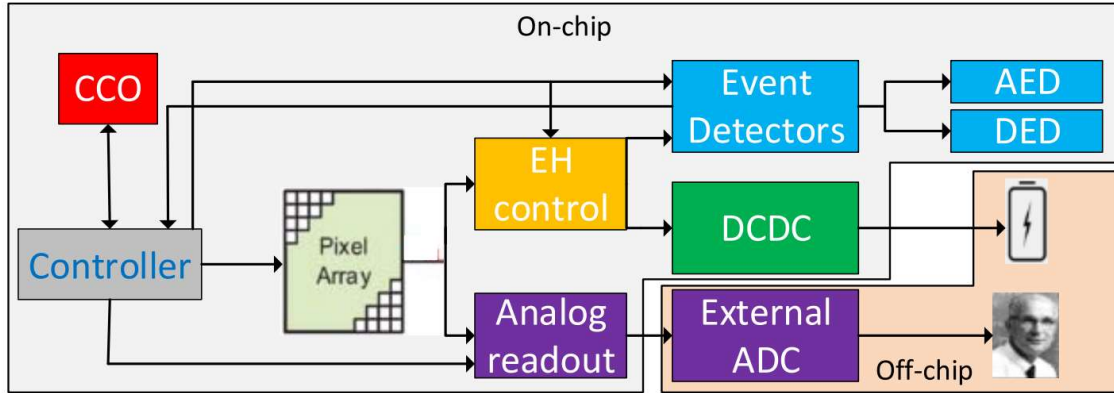 On-chip
CCO
Event
Detectors
AED
DED
EH
control
Controller
Pixel
Array
DCDC
Analog
readout
External
ADC
Off-chip